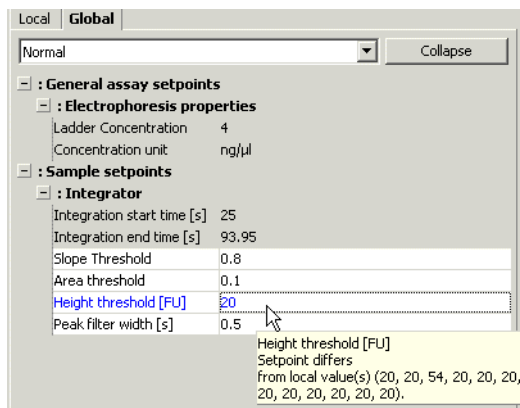 Local Global
Normal Collapse
: General assay setpoints
: Electrophoresis properties
Ladder Concentration 4
Concentration unit ng/µl
: Sample setpoints
: Integrator
Integration start time [s] 25
Integration end time [s] 93.95
Slope Threshold 0.8
Area threshold 0.1
Height threshold [FU] 20
Peak filter width [s] 0.5
Height threshold [FU]
Setpoint differs
from local value(s) (20, 20, 54, 20, 20, 20,
20, 20, 20, 20, 20, 20).